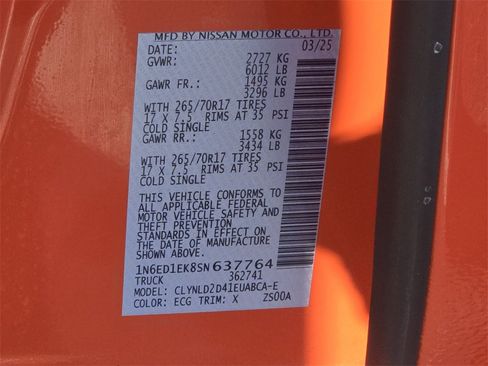 MFD BY NISSAN MOTOR CO., LTD.
DATE: 03/25
GVWR: 2727 KG
6012 LB
GAWR FR.: 1495 KG
3296 LB
WITH 265/70R17 TIRES
17 X 7.5 RIMS AT 35 PSI
COLD SINGLE
GAWR RR.: 1558 KG
3434 LB
WITH 265/70R17 TIRES
17 X 7.5 RIMS AT 35 PSI
COLD SINGLE
THIS VEHICLE CONFORMS TO
ALL APPLICABLE FEDERAL
MOTOR VEHICLE SAFETY AND
THEFT PREVENTION
STANDARDS IN EFFECT ON
THE DATE OF MANUFACTURE
SHOWN ABOVE.
1N6ED1EK8SN637764
TRUCK 362741
MODEL: CLYNLD2D41EUABCA-E
COLOR: ECG TRIM: X ZS00A